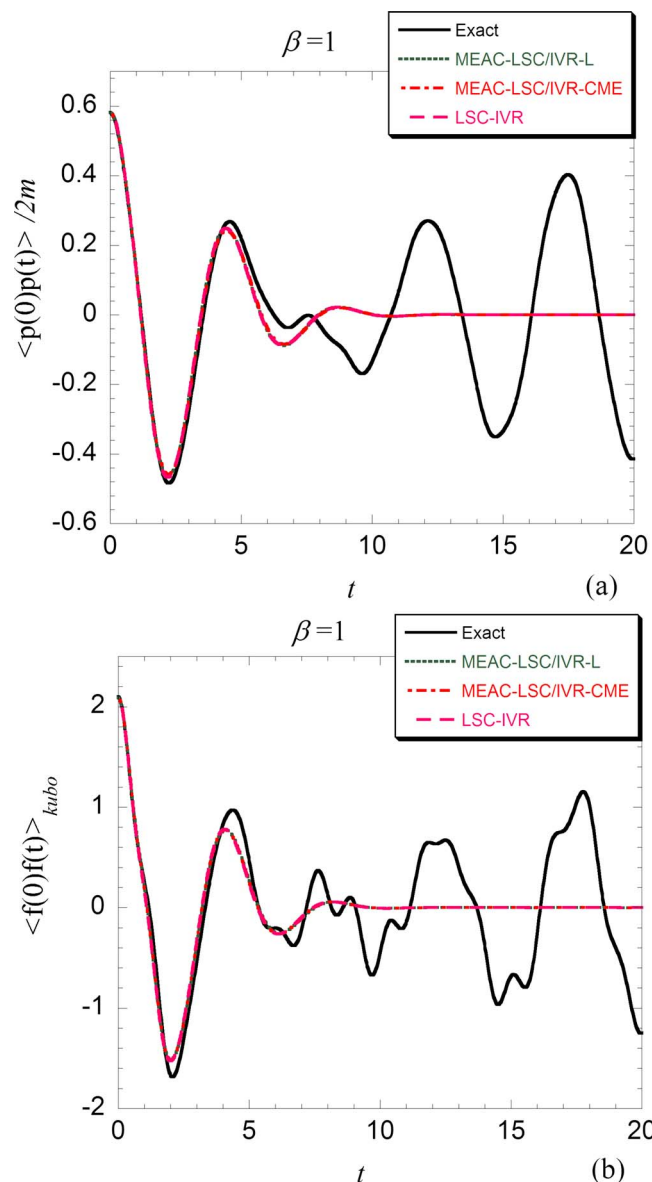 β=1
Exact
MEAC-LSC/IVR-L
MEAC-LSC/IVR-CME
LSC-IVR
<p(0)p(t)> /2m
0.6
0.4
0.2
0
-0.2
-0.4
-0.6
0
5
10
15
20
t
(a)
β=1
Exact
MEAC-LSC/IVR-L
MEAC-LSC/IVR-CME
LSC-IVR
<f(0)f(t)>kubo
2
1
0
-1
-2
0
5
10
15
20
t
(b)